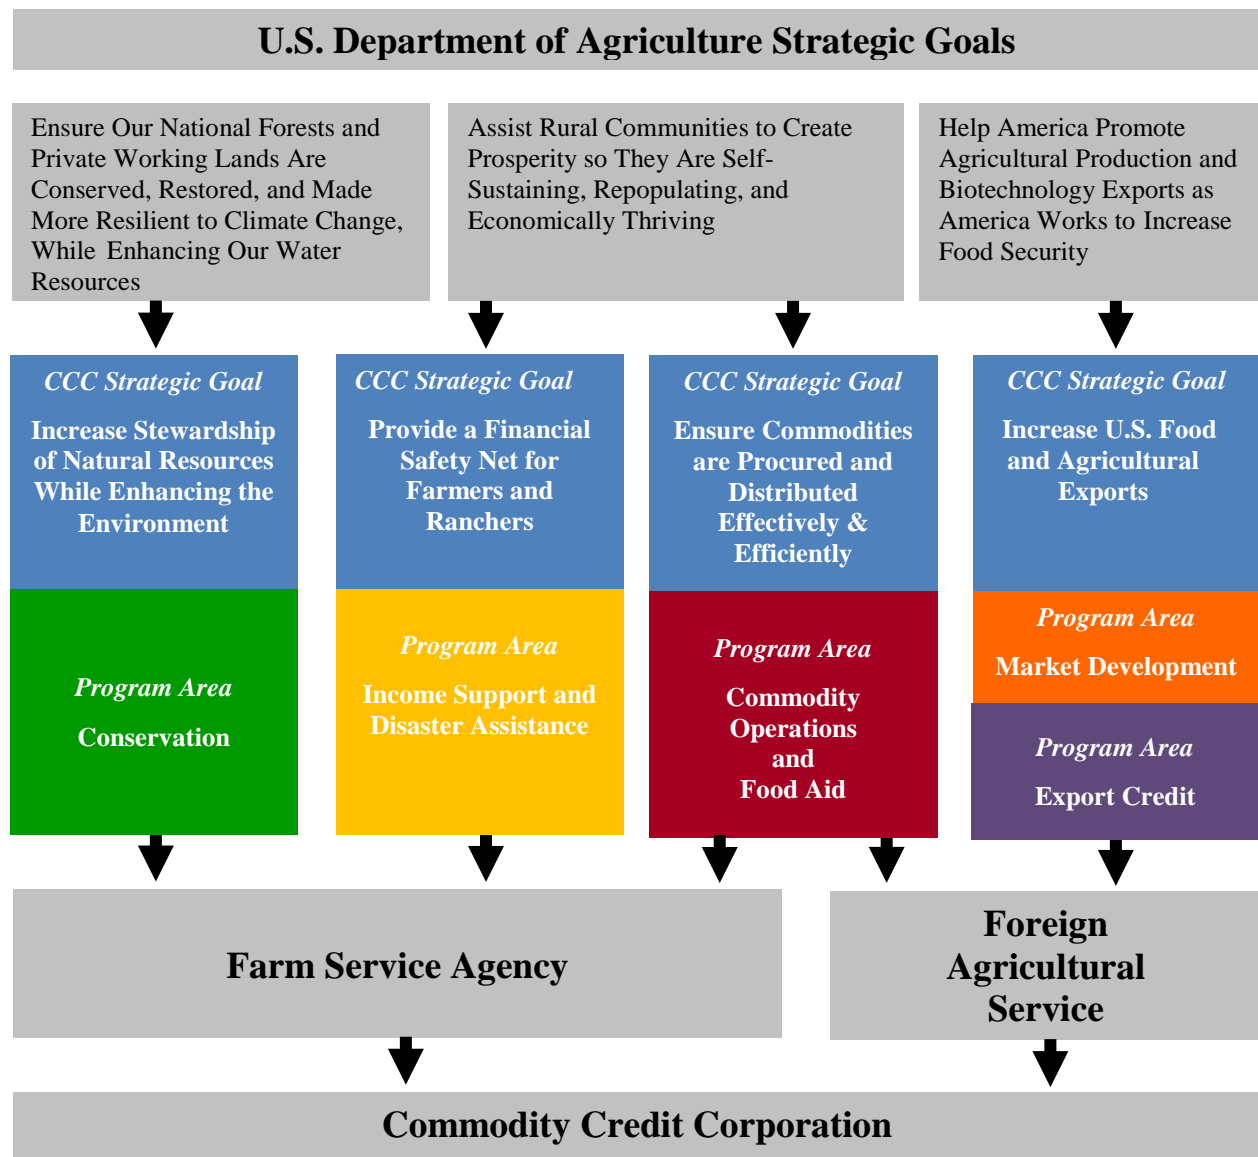 U.S. Department of Agriculture Strategic Goals
Ensure Our National Forests and
Private Working Lands Are
Conserved, Restored, and Made
More Resilient to Climate Change,
While Enhancing Our Water
Resources
Assist Rural Communities to Create
Prosperity so They Are Self-
Sustaining, Repopulating, and
Economically Thriving
Help America Promote
Agricultural Production and
Biotechnology Exports as
America Works to Increase
Food Security
CCC Strategic Goal
Increase Stewardship
of Natural Resources
While Enhancing the
Environment
CCC Strategic Goal
Provide a Financial
Safety Net for
Farmers and
Ranchers
CCC Strategic Goal
Ensure Commodities
are Procured and
Distributed
Effectively &
Efficiently
CCC Strategic Goal
Increase U.S. Food
and Agricultural
Exports
Program Area
Conservation
Program Area
Income Support and
Disaster Assistance
Program Area
Commodity
Operations
and
Food Aid
Program Area
Market Development
Program Area
Export Credit
Farm Service Agency
Foreign
Agricultural
Service
Commodity Credit Corporation